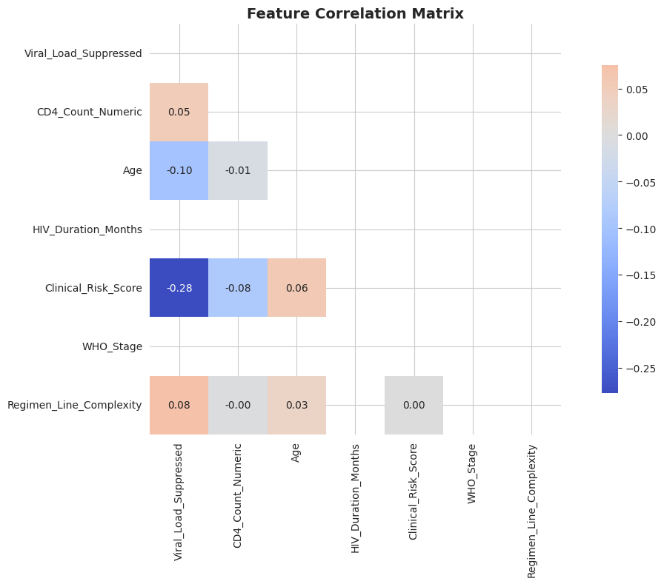 Feature Correlation Matrix
Viral_Load_Suppressed
CD4_Count_Numeric
0.05
Age
-0.10
-0.01
HIV_Duration_Months
Clinical_Risk_Score
-0.28
-0.08
0.06
WHO_Stage
Regimen_Line_Complexity
0.08
-0.00
0.03
0.00
Viral_Load_Suppressed
CD4_Count_Numeric
Age
HIV_Duration_Months
Clinical_Risk_Score
WHO_Stage
Regimen_Line_Complexity
0.05
0.00
−0.05
−0.10
−0.15
−0.20
−0.25